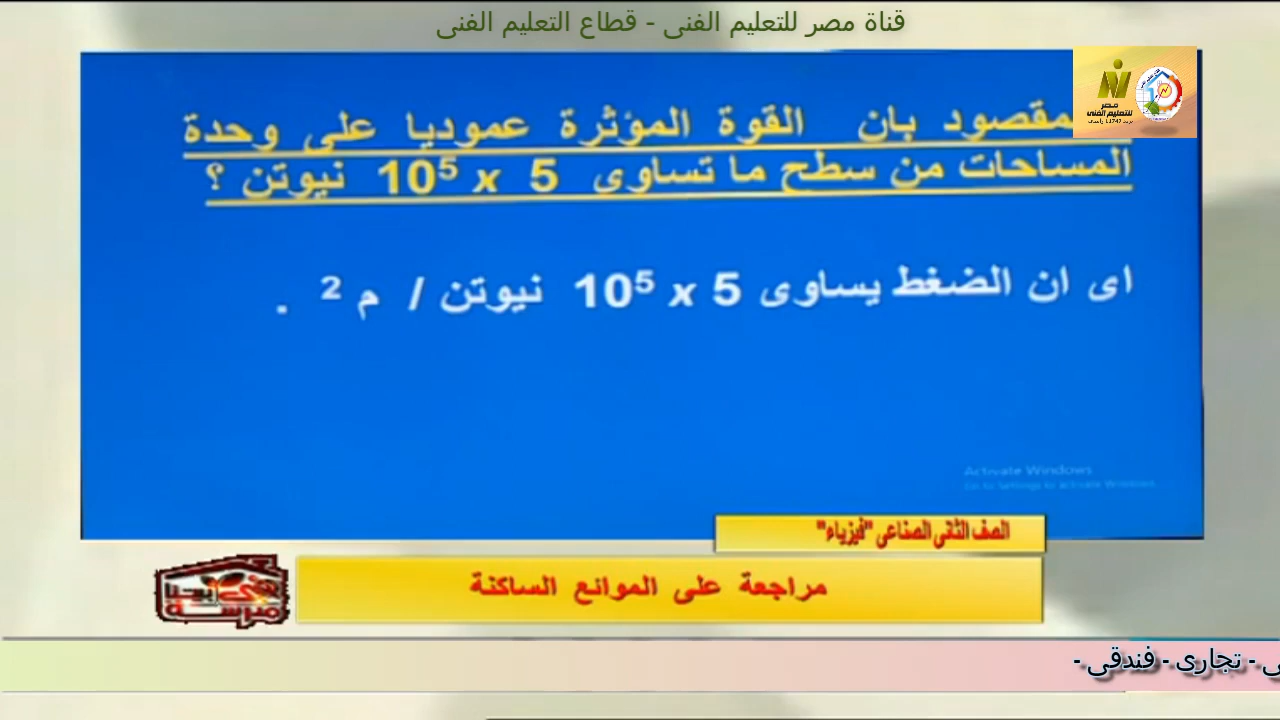 قناة مصر للتعليم الفنى - قطاع التعليم الفنى
مصر
للتعليم الفنى
المقصود بان القوة المؤثرة عموديا على وحدة
المساحات من سطح ما تساوى 5 x 10⁵ نيوتن ؟
اى ان الضغط يساوى 5 x 10⁵ نيوتن / م ² .
Activate Windows
Go to Settings to activate Windows.
الصف الثانى الصناعى "فيزياء"
مراجعة على الموانع الساكنة
- تجارى - فندقى -